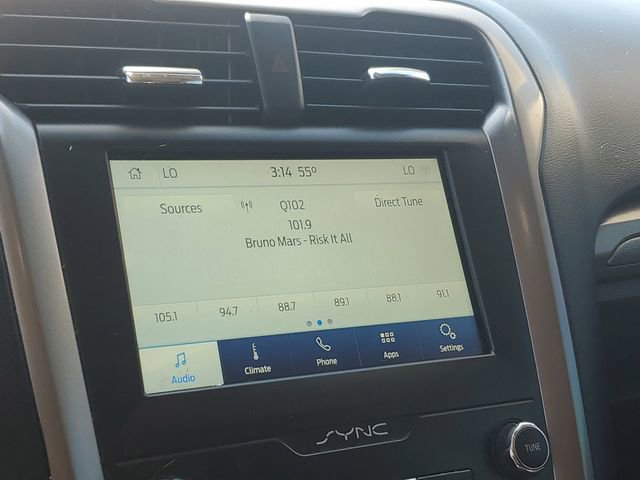 LO 3:14 55° LO
Sources Q102 Direct Tune
101.9
Bruno Mars - Risk It All
105.1 94.7 88.7 89.1 88.1 91.1
Audio Climate Phone Apps Settings
SYNC
TUNE